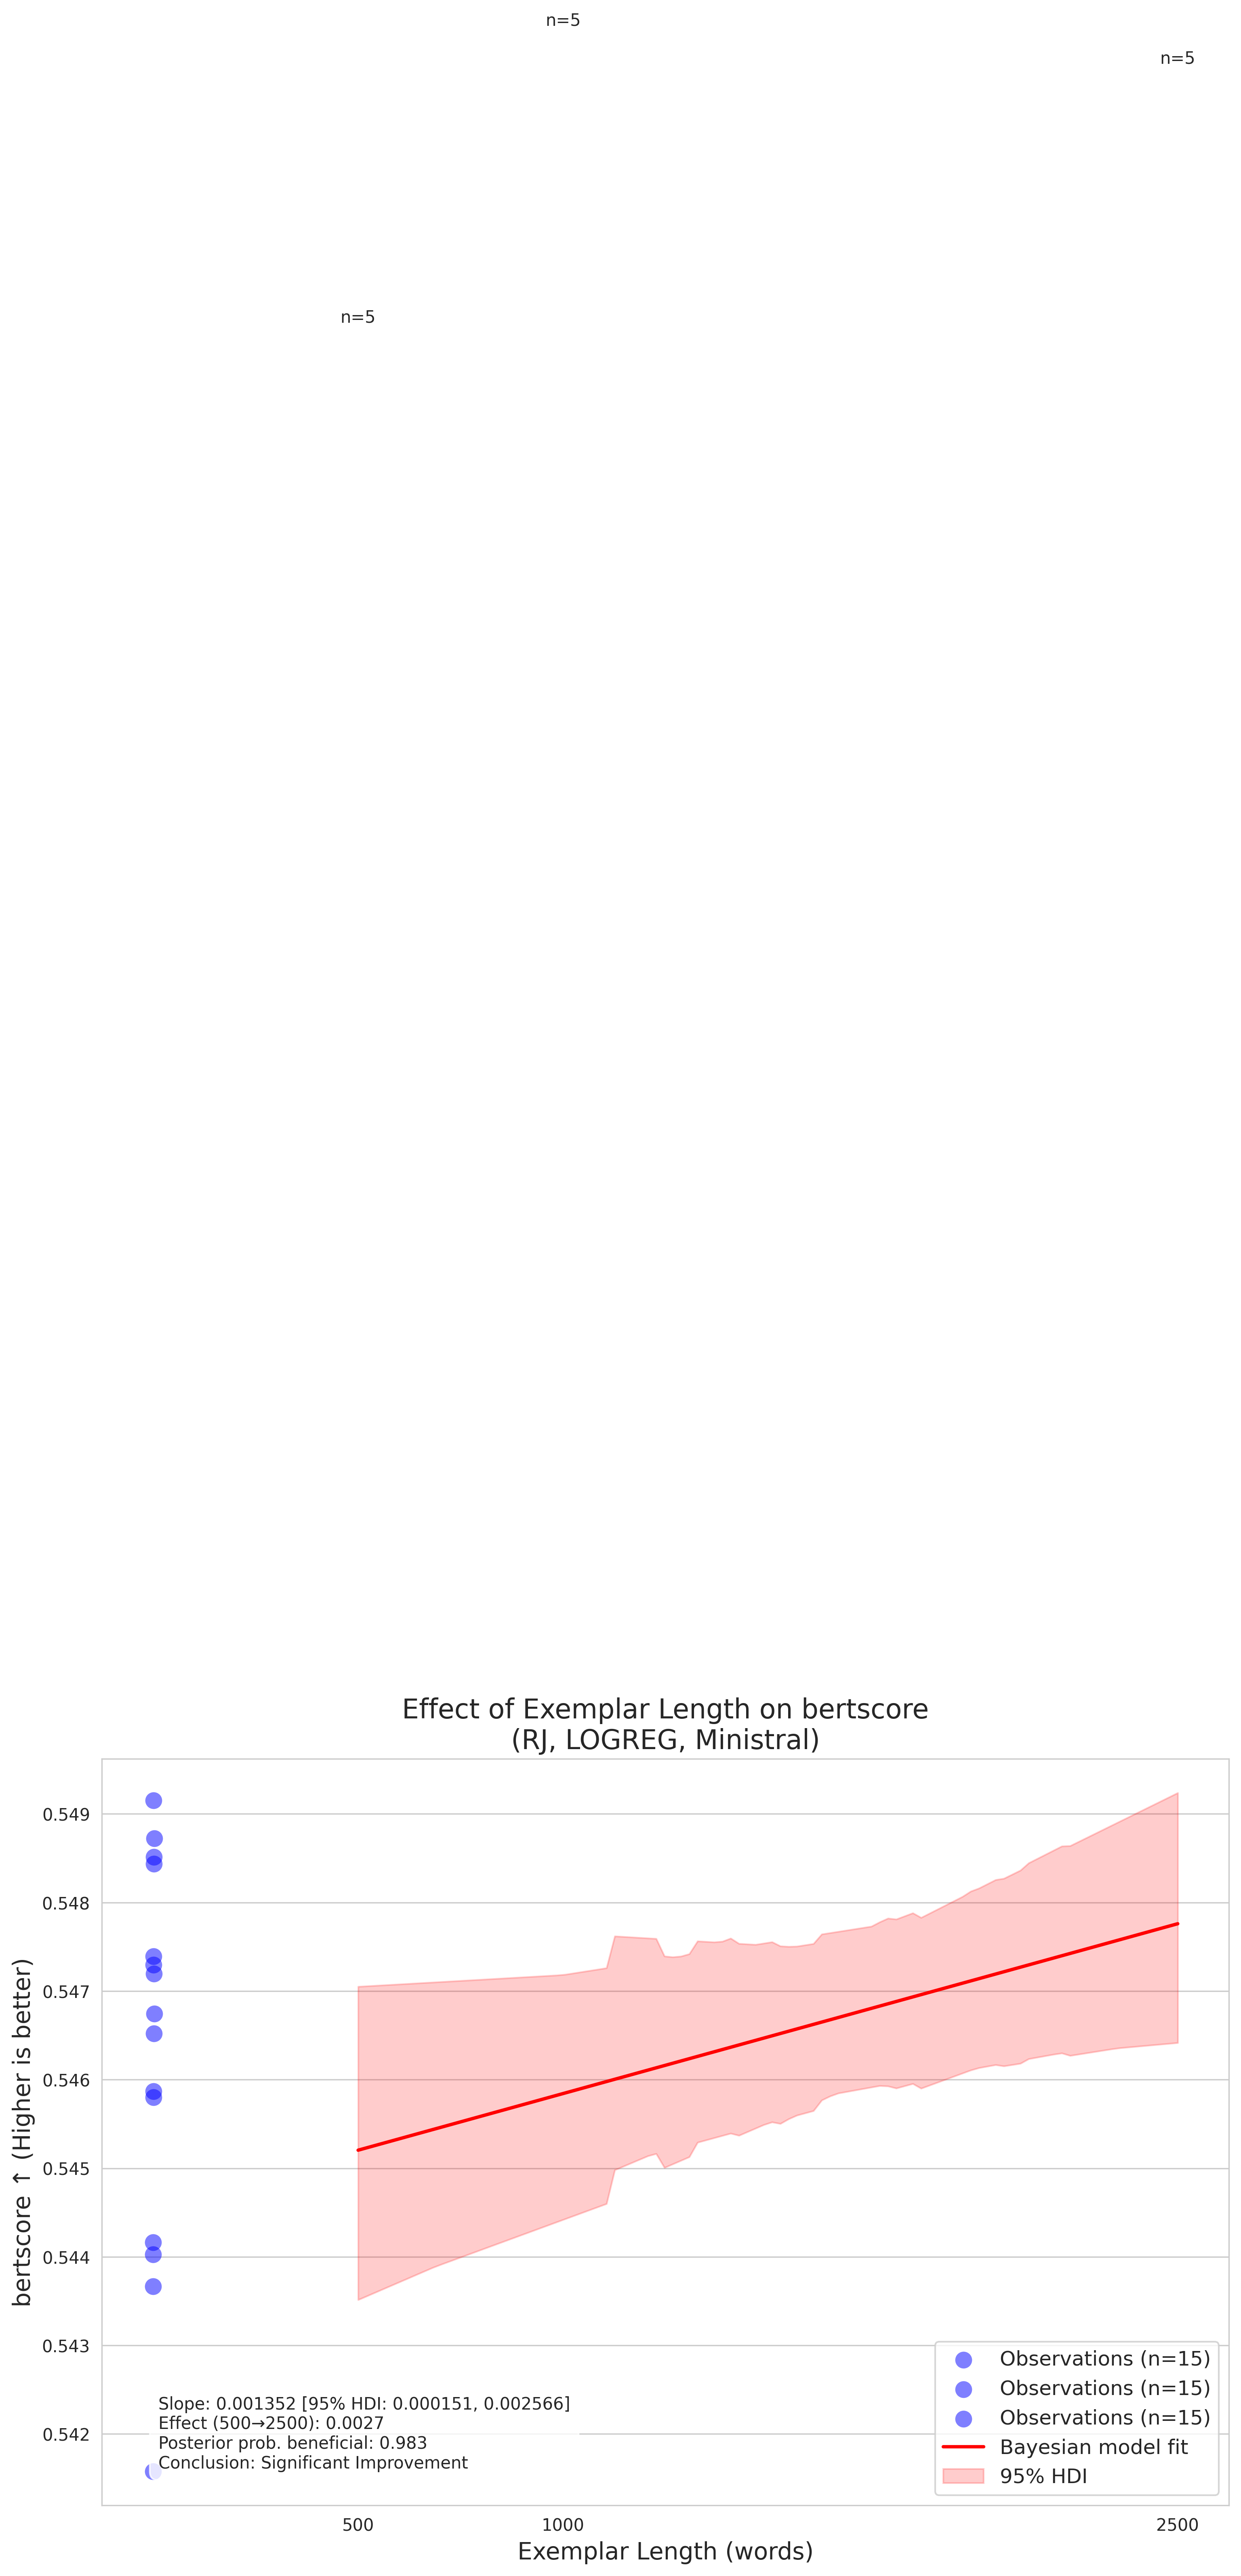 n=5
n=5
n=5
Effect of Exemplar Length on bertscore
(RJ, LOGREG, Ministral)
bertscore ↑ (Higher is better)
0.549
0.548
0.547
0.546
0.545
0.544
0.543
0.542
Slope: 0.001352 [95% HDI: 0.000151, 0.002566]
Effect (500→2500): 0.0027
Posterior prob. beneficial: 0.983
Conclusion: Significant Improvement
Observations (n=15)
Observations (n=15)
Observations (n=15)
Bayesian model fit
95% HDI
500
1000
2500
Exemplar Length (words)